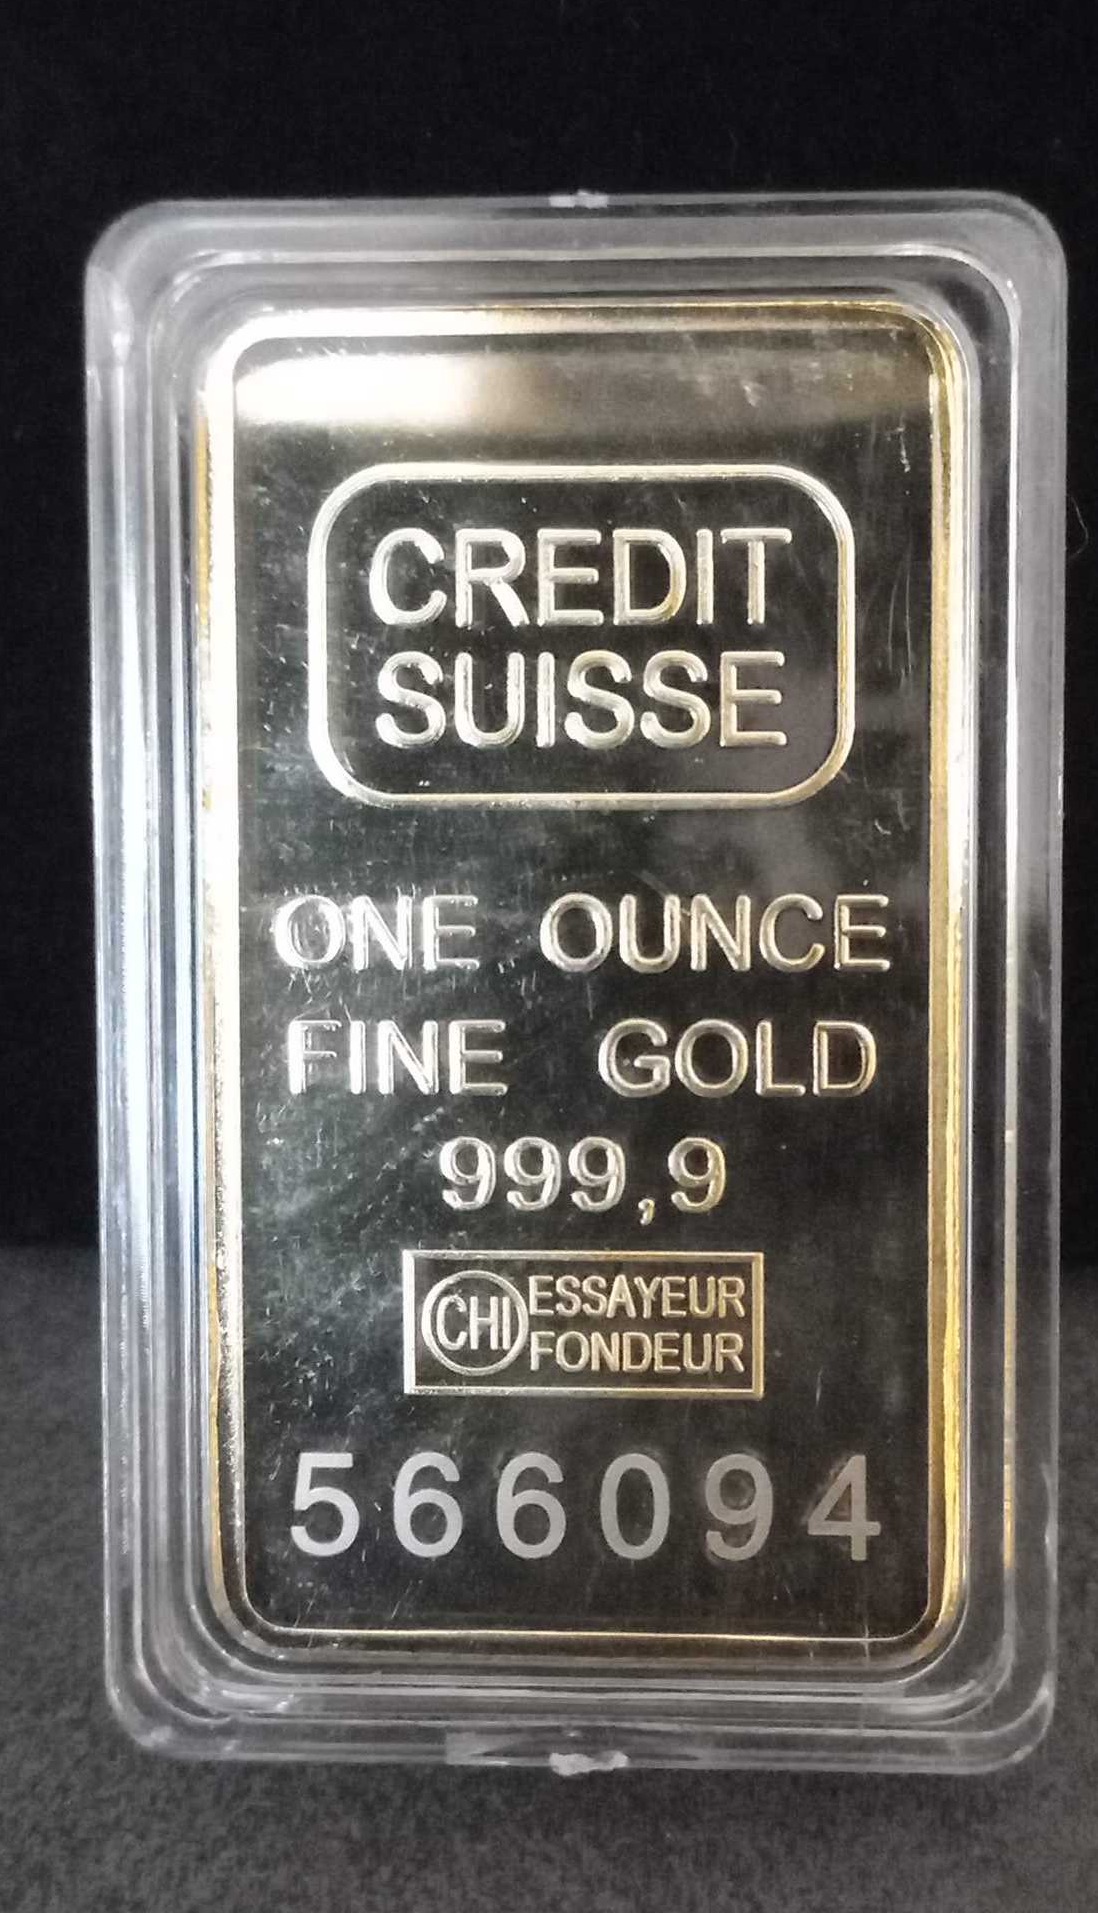 CREDIT
SUISSE
ONE OUNCE
FINE GOLD
999,9
CHI ESSAYEUR
FONDEUR
566094